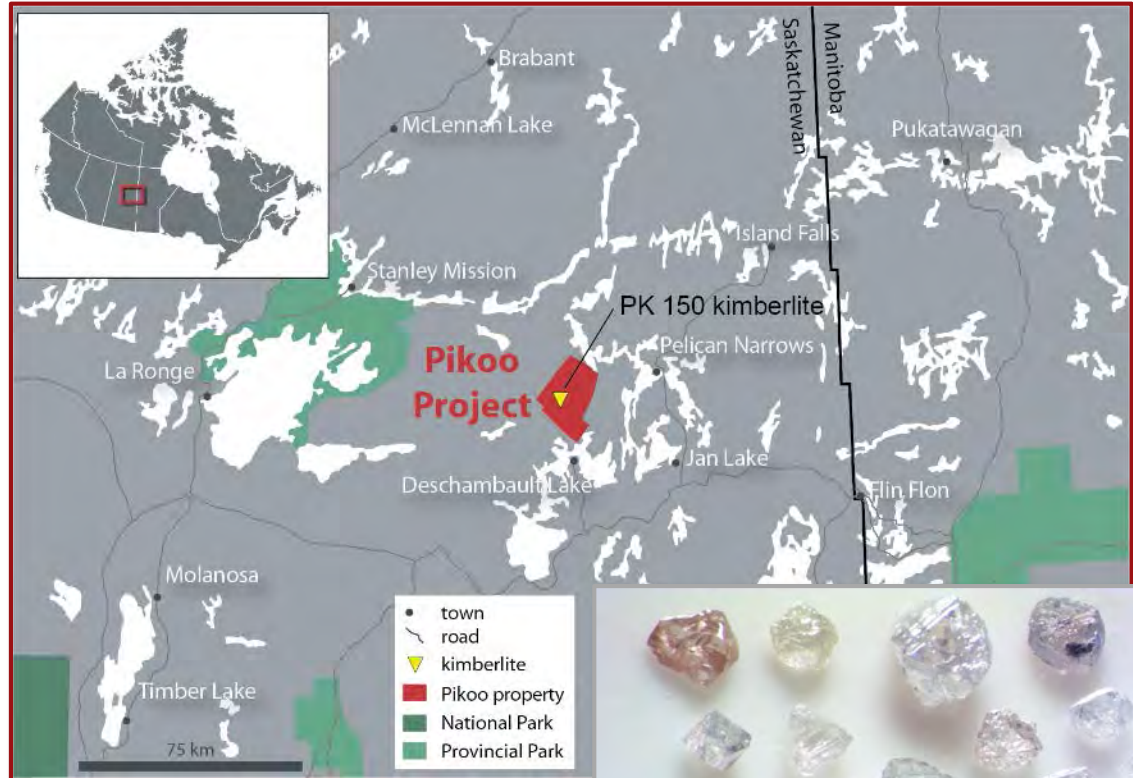 Brabant
McLennan Lake
Saskatchewan
Manitoba
Pukatawagan
Island Falls
Stanley Mission
PK 150 kimberlite
La Ronge
Pikoo
Project
Pelican Narrows
Deschambault Lake
Jan Lake
Flin Flon
Molanosa
Timber Lake
75 km
town
road
kimberlite
Pikoo property
National Park
Provincial Park